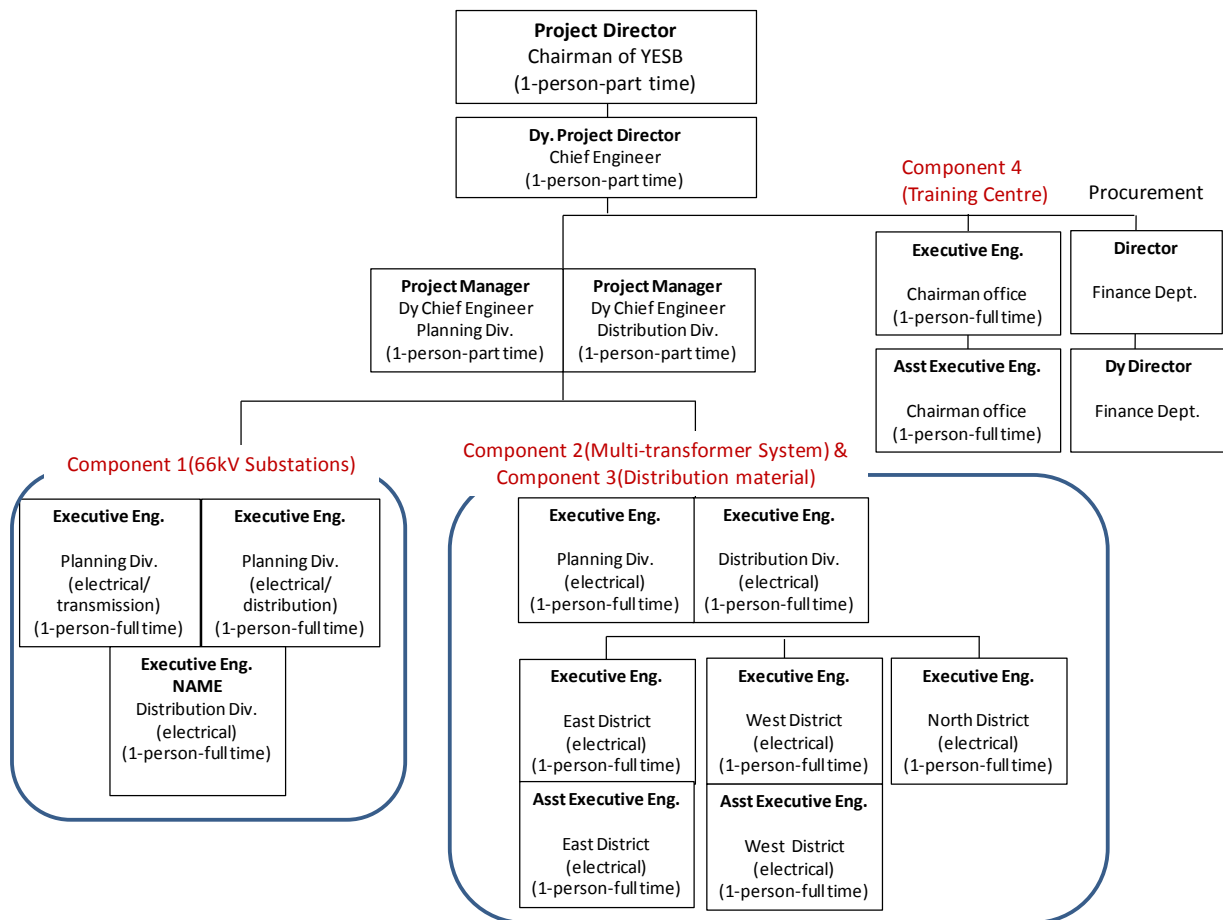 Project Director
Chairman of YESB
(1-person-part time)
Dy. Project Director
Chief Engineer
(1-person-part time)
Component 4
(Training Centre)
Procurement
Executive Eng.
Chairman office
(1-person-full time)
Director
Finance Dept.
Project Manager
Dy Chief Engineer
Planning Div.
(1-person-part time)
Project Manager
Dy Chief Engineer
Distribution Div.
(1-person-part time)
Asst Executive Eng.
Chairman office
(1-person-full time)
Dy Director
Finance Dept.
Component 1(66kV Substations)
Executive Eng.
Planning Div.
(electrical/
transmission)
(1-person-full time)
Executive Eng.
Planning Div.
(electrical/
distribution)
(1-person-full time)
Executive Eng.
NAME
Distribution Div.
(electrical)
(1-person-full time)
Component 2(Multi-transformer System) &
Component 3(Distribution material)
Executive Eng.
Planning Div.
(electrical)
(1-person-full time)
Executive Eng.
Distribution Div.
(electrical)
(1-person-full time)
Executive Eng.
East District
(electrical)
(1-person-full time)
Executive Eng.
West District
(electrical)
(1-person-full time)
Executive Eng.
North District
(electrical)
(1-person-full time)
Asst Executive Eng.
East District
(electrical)
(1-person-full time)
Asst Executive Eng.
West District
(electrical)
(1-person-full time)